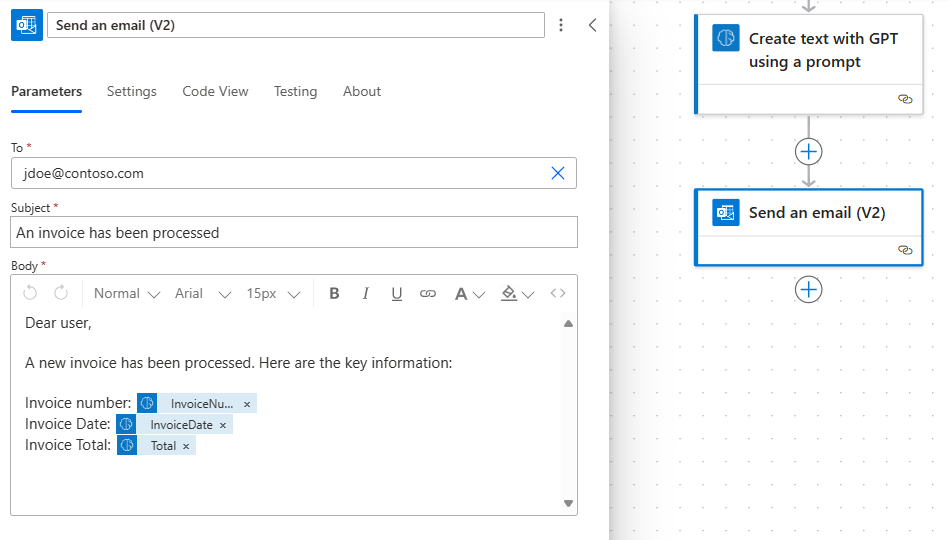 Send an email (V2)
Parameters Settings Code View Testing About
To *
jdoe@contoso.com
Subject *
An invoice has been processed
Body *
Normal Arial 15px B I U A
Dear user,
A new invoice has been processed. Here are the key information:
Invoice number: InvoiceNu... ×
Invoice Date: InvoiceDate ×
Invoice Total: Total ×
Create text with GPT
using a prompt
Send an email (V2)